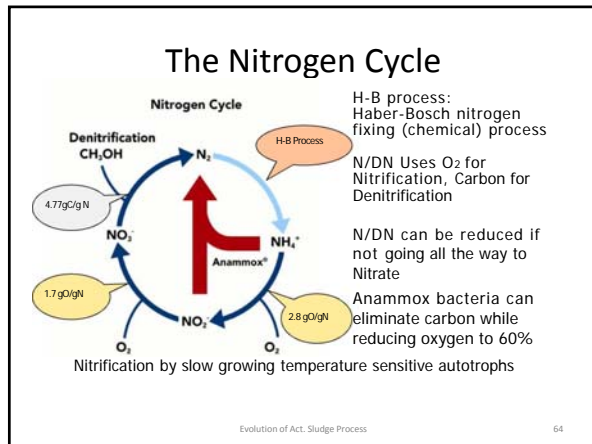 The Nitrogen Cycle
Nitrogen Cycle
Denitrification
CH₃OH
N₂
H-B Process
4.77gC/g N
NO₃⁻
NH₄⁺
Anammox®
1.7 gO/gN
NO₂⁻
2.8 gO/gN
O₂
O₂
H-B process:
Haber-Bosch nitrogen
fixing (chemical) process
N/DN Uses O₂ for
Nitrification, Carbon for
Denitrification
N/DN can be reduced if
not going all the way to
Nitrate
Anammox bacteria can
eliminate carbon while
reducing oxygen to 60%
Nitrification by slow growing temperature sensitive autotrophs
Evolution of Act. Sludge Process
64